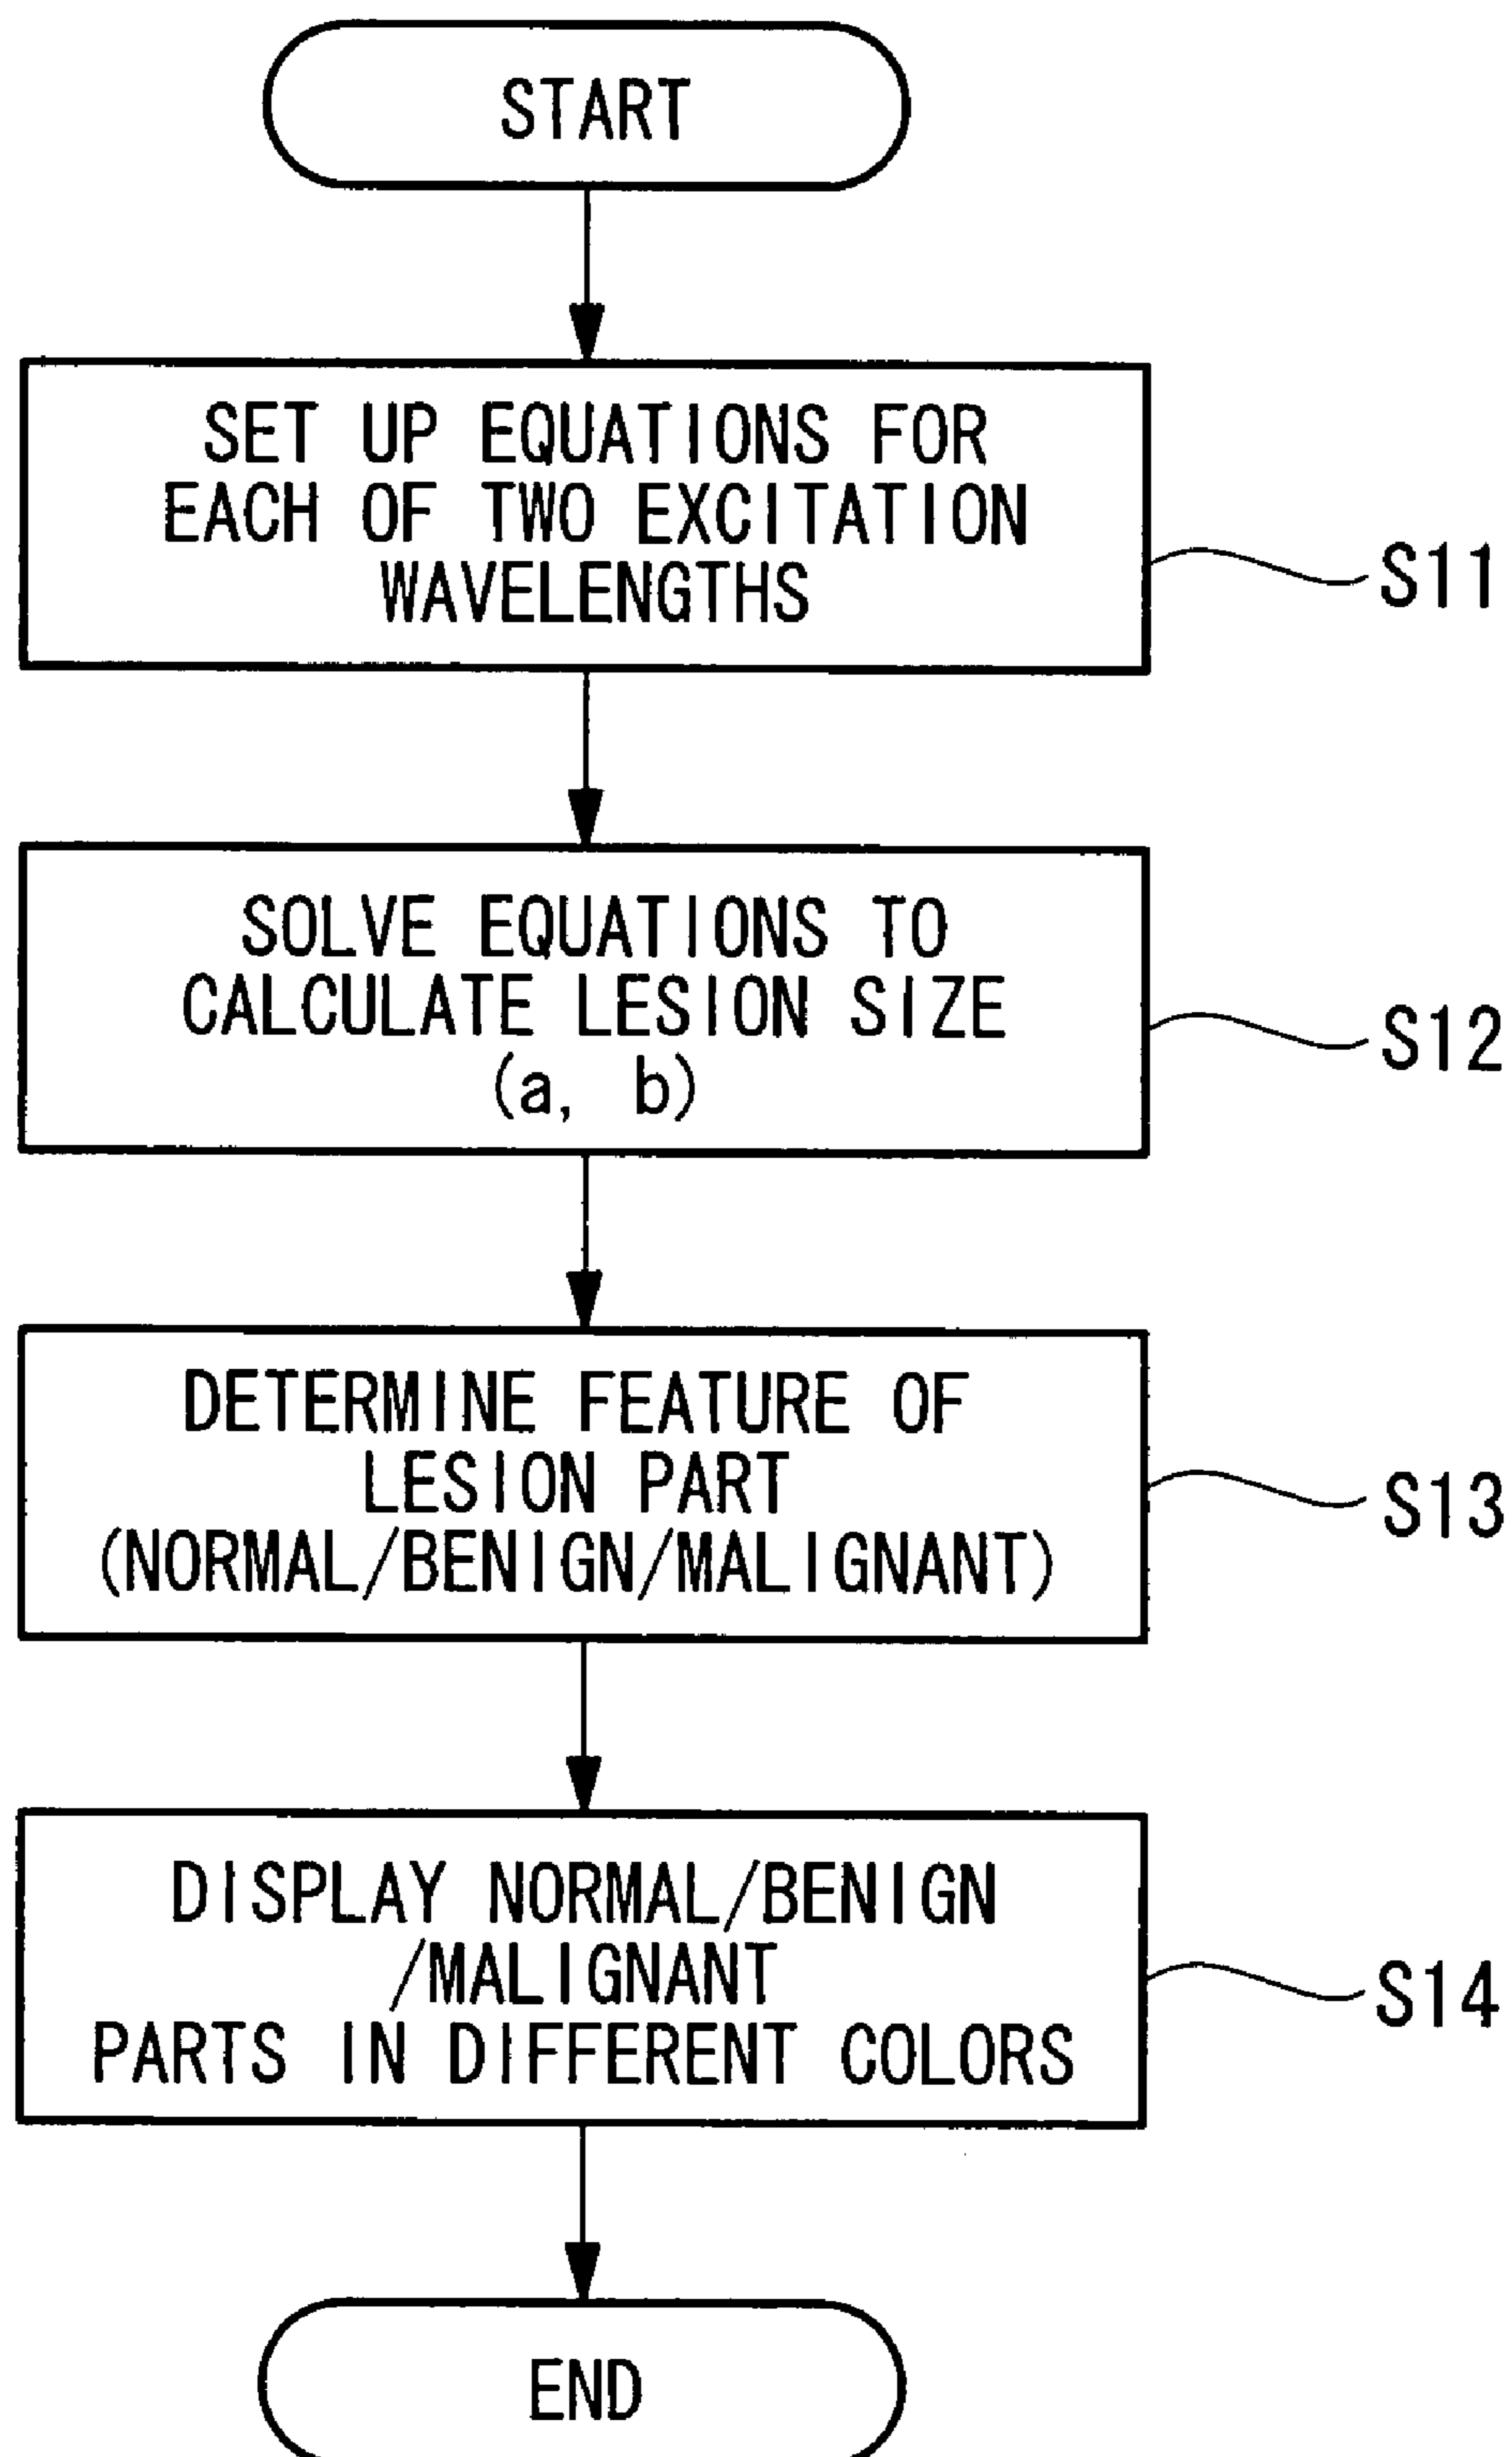 START
SET UP EQUATIONS FOR
EACH OF TWO EXCITATION
WAVELENGTHS
S11
SOLVE EQUATIONS TO
CALCULATE LESION SIZE
(a, b)
S12
DETERMINE FEATURE OF
LESION PART
(NORMAL/BENIGN/MALIGNANT)
S13
DISPLAY NORMAL/BENIGN
/MALIGNANT
PARTS IN DIFFERENT COLORS
S14
END